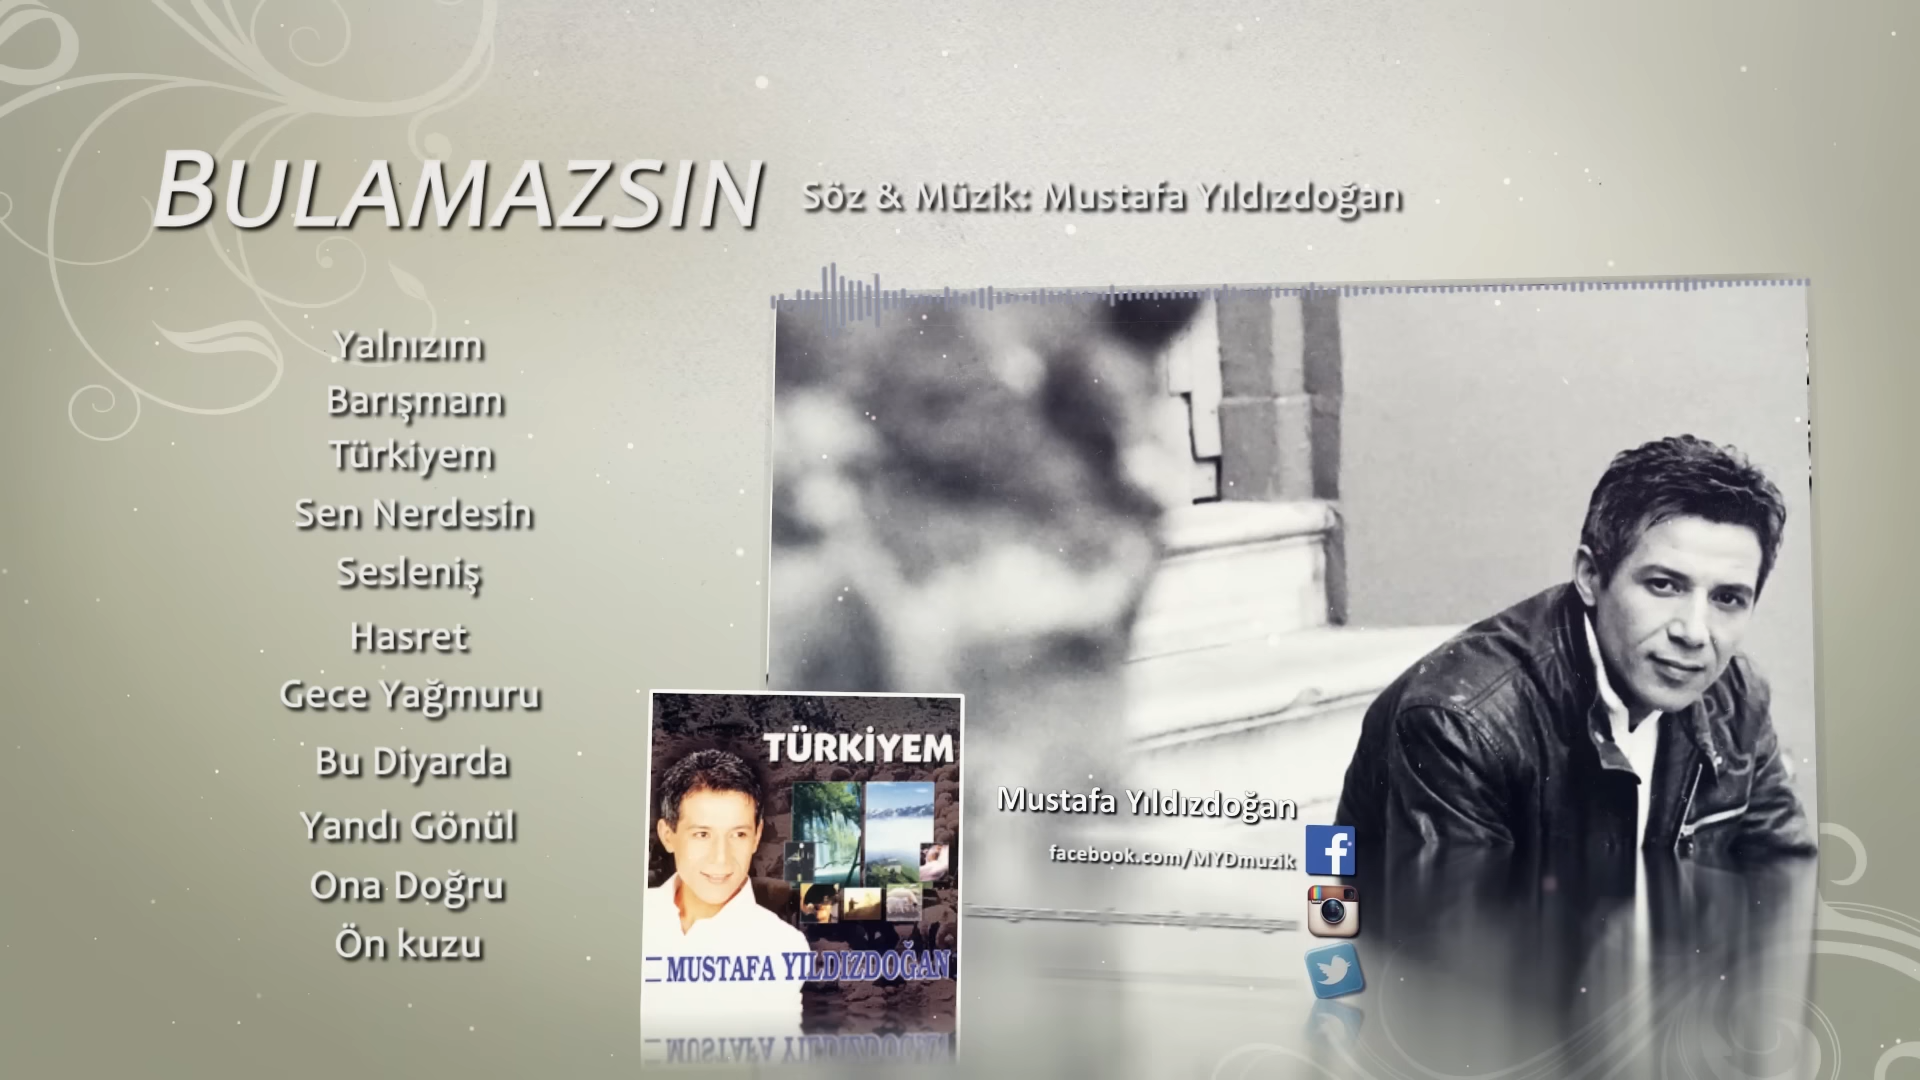 BULAMAZSIN
Söz & Müzik: Mustafa Yıldızdoğan
Yalnızım
Barışmam
Türkiyem
Sen Nerdesin
Sesleniş
Hasret
Gece Yağmuru
Bu Diyarda
Yandı Gönül
Ona Doğru
Ön kuzu
TÜRKİYEM
MUSTAFA YILDIZDOĞAN
Mustafa Yıldızdoğan
facebook.com/MYDmuzik